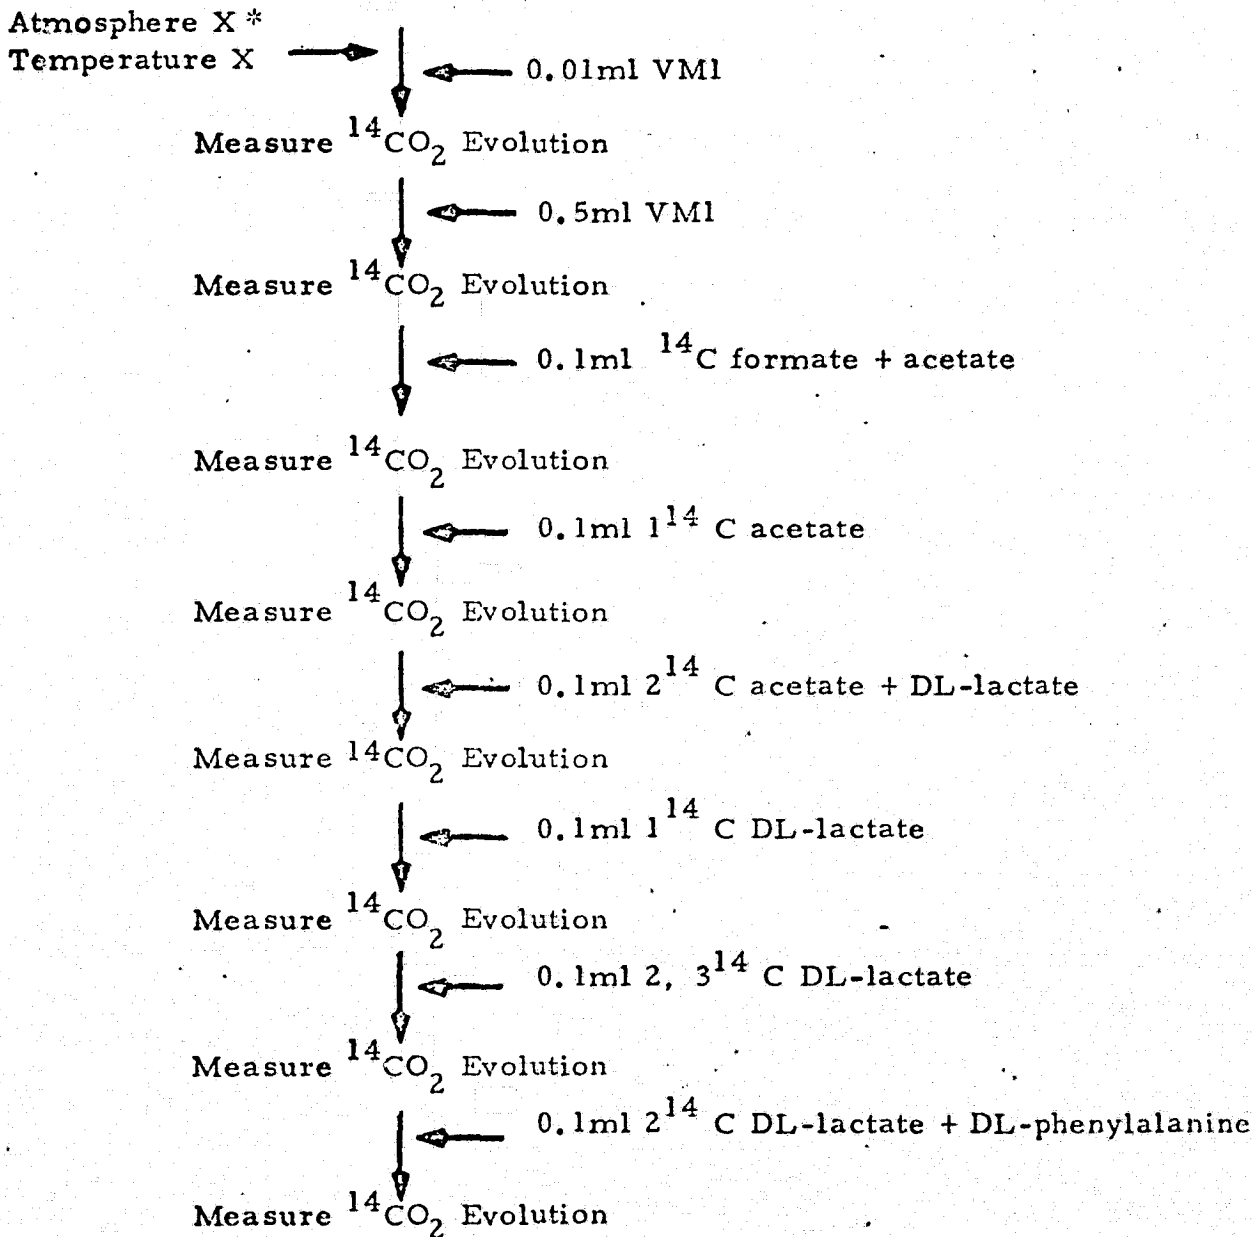 Atmosphere X *
Temperature X
0.01ml VM1
Measure ¹⁴CO₂ Evolution
0.5ml VM1
Measure ¹⁴CO₂ Evolution
0.1ml ¹⁴C formate + acetate
Measure ¹⁴CO₂ Evolution
0.1ml 1¹⁴ C acetate
Measure ¹⁴CO₂ Evolution
0.1ml 2¹⁴ C acetate + DL-lactate
Measure ¹⁴CO₂ Evolution
0.1ml 1¹⁴ C DL-lactate
Measure ¹⁴CO₂ Evolution
0.1ml 2, 3¹⁴ C DL-lactate
Measure ¹⁴CO₂ Evolution
0.1ml 2¹⁴ C DL-lactate + DL-phenylalanine
Measure ¹⁴CO₂ Evolution